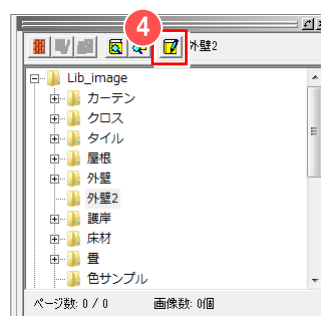 4
外壁2
Lib_image
カーテン
クロス
タイル
屋根
外壁
外壁2
護岸
床材
畳
色サンプル
ページ数: 0 / 0 画像数: 0個